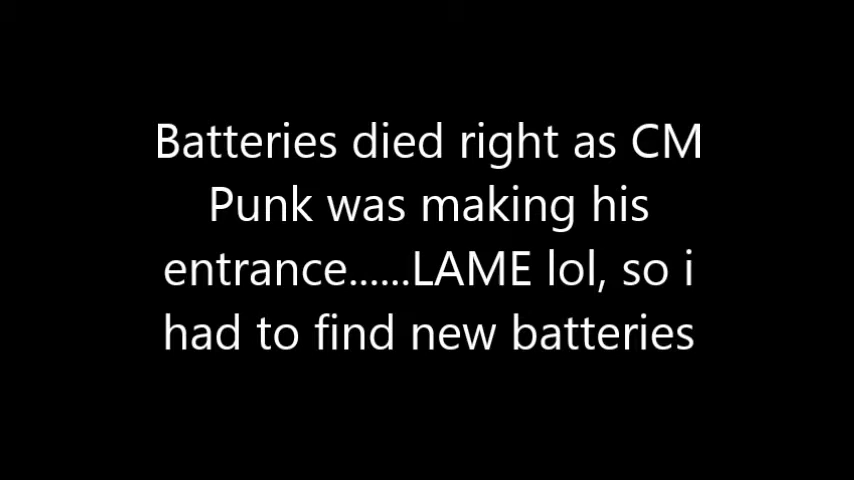 Batteries died right as CM
Punk was making his
entrance......LAME lol, so i
had to find new batteries